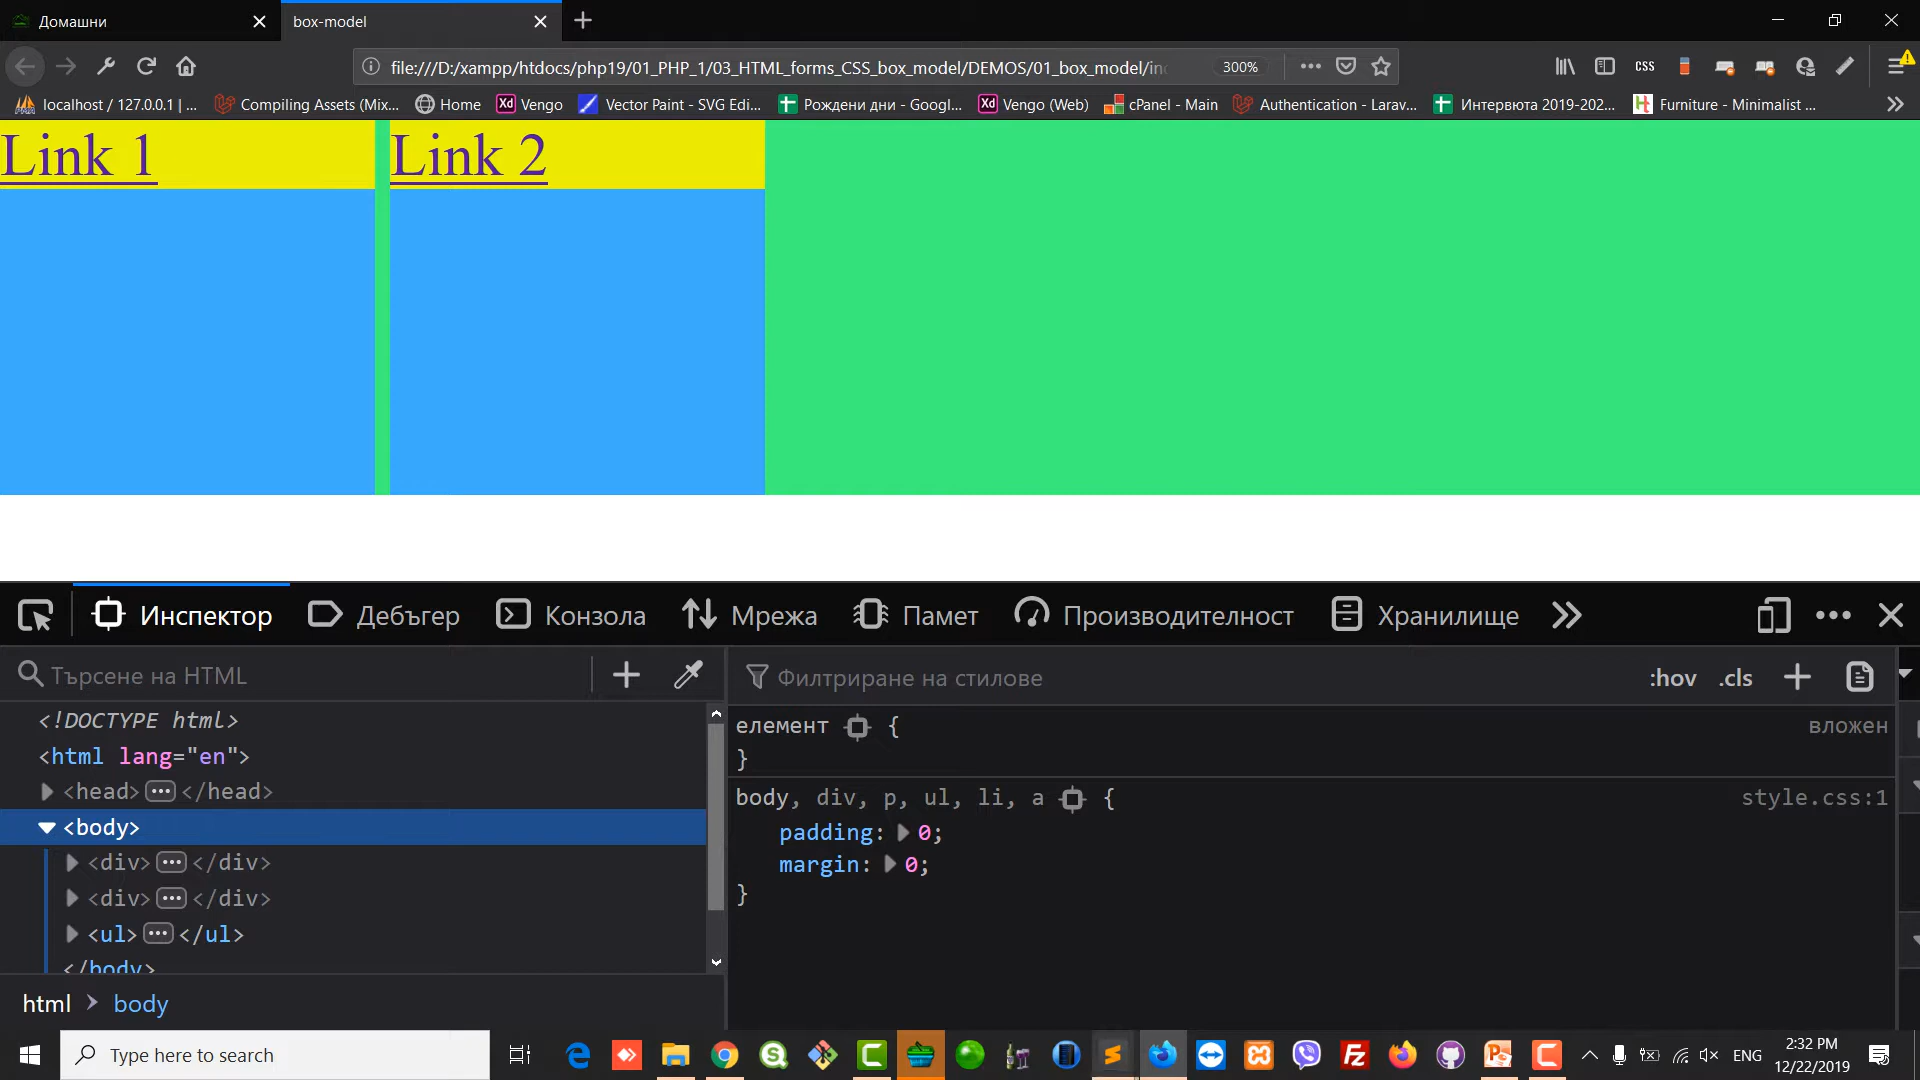 Домашни
box-model
file:///D:/xampp/htdocs/php19/01_PHP_1/03_HTML_forms_CSS_box_model/DEMOS/01_box_model/in
300%
CSS
localhost / 127.0.0.1 | ...
Compiling Assets (Mix...
Home
Vengo
Vector Paint - SVG Edi...
Рождени дни - Googl...
Vengo (Web)
cPanel - Main
Authentication - Larav...
Интервюта 2019-202...
Furniture - Minimalist ...
Link 1
Link 2
Инспектор
Дебъгер
Конзола
Мрежа
Памет
Производителност
Хранилище
Търсене на HTML
Филтриране на стилове
:hov
.cls
<!DOCTYPE html>
<html lang="en">
<head>...</head>
<body>
<div>...</div>
<div>...</div>
<ul>...</ul>
</body>
елемент {
вложен
}
body, div, p, ul, li, a {
style.css:1
padding: 0;
margin: 0;
}
html
body
Type here to search
ENG
2:32 PM
12/22/2019